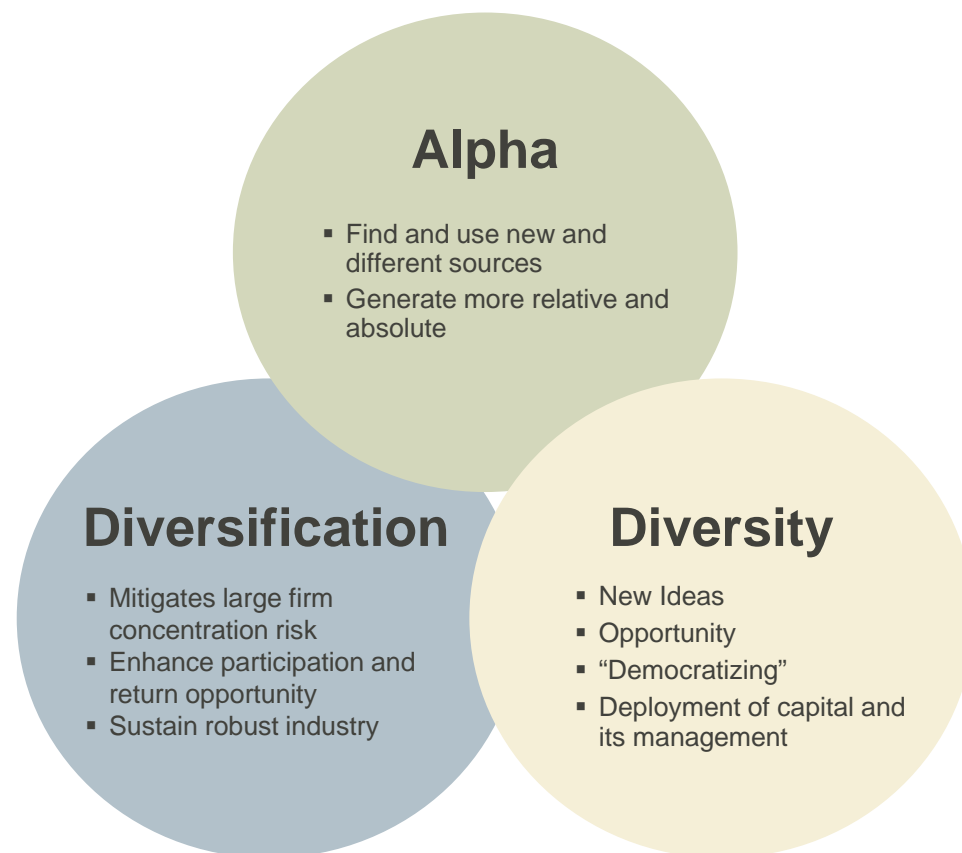 Alpha
▪ Find and use new and
different sources
▪ Generate more relative and
absolute
Diversification
▪ Mitigates large firm
concentration risk
▪ Enhance participation and
return opportunity
▪ Sustain robust industry
Diversity
▪ New Ideas
▪ Opportunity
▪ “Democratizing”
▪ Deployment of capital and
its management